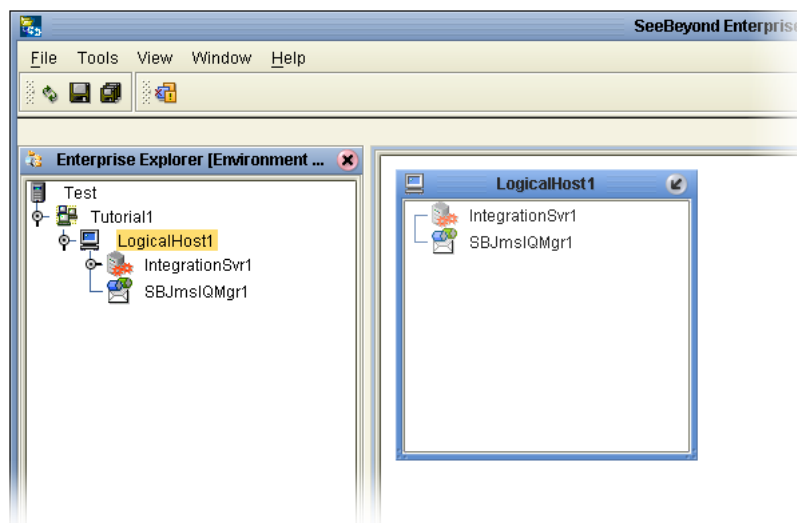 SeeBeyond Enterpris
File Tools View Window Help
Enterprise Explorer [Environment ...
Test
Tutorial1
LogicalHost1
IntegrationSvr1
SBJmsIQMgr1
LogicalHost1
IntegrationSvr1
SBJmsIQMgr1